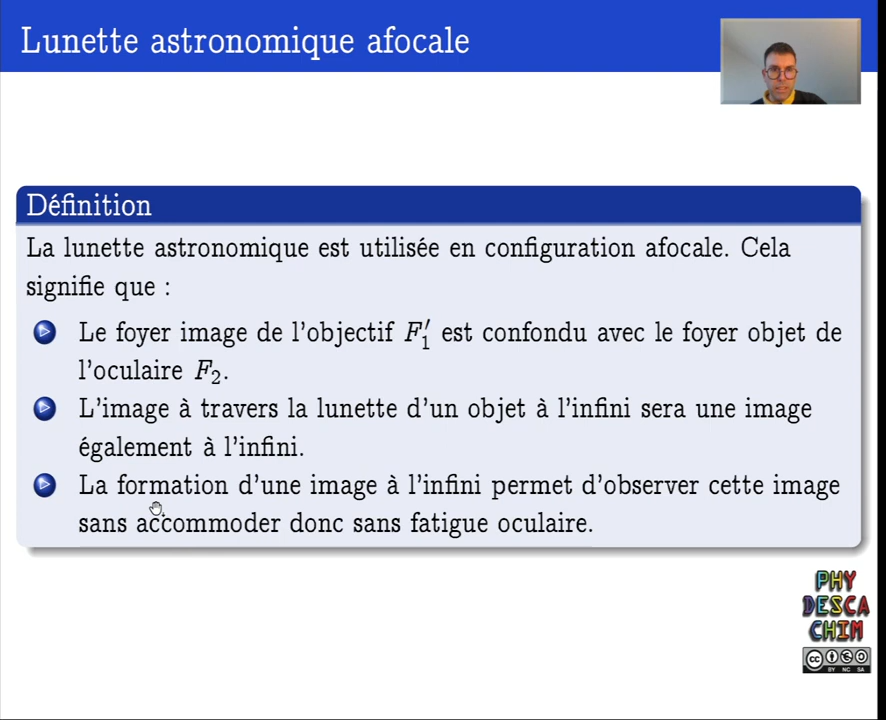 Lunette astronomique afocale
Définition
La lunette astronomique est utilisée en configuration afocale. Cela
signifie que :
Le foyer image de l'objectif F₁′ est confondu avec le foyer objet de
l'oculaire F₂.
L'image à travers la lunette d'un objet à l'infini sera une image
également à l'infini.
La formation d'une image à l'infini permet d'observer cette image
sans accommoder donc sans fatigue oculaire.
PHY
DESCA
CHIM
cc
BY NC SA